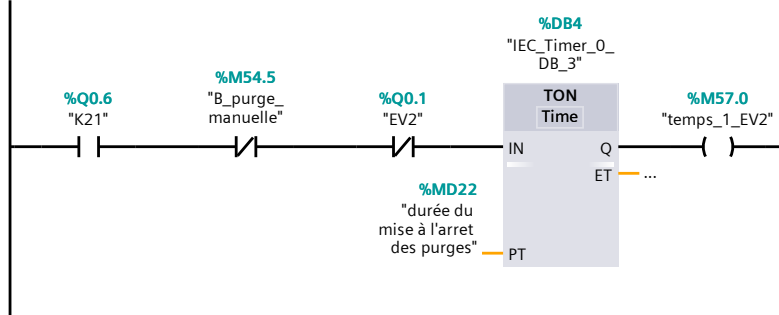 %DB4
"IEC_Timer_0_
DB_3"
%M54.5
"B_purge_
manuelle"
%Q0.6
"K21"
%Q0.1
"EV2"
TON
Time
%M57.0
"temps_1_EV2"
IN
Q
ET
...
%MD22
"durée du
mise à l'arret
des purges"
PT